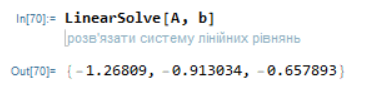 In[70]:= LinearSolve[A, b]
розв'язати систему лінійних рівнянь
Out[70]= {-1.26809, -0.913034, -0.657893}